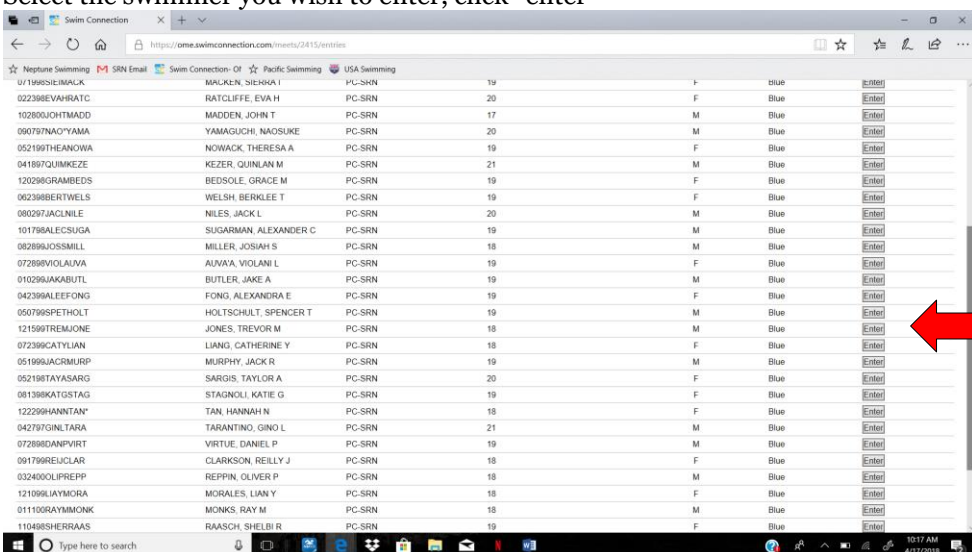 Select the swimmer you wish to enter, click "enter"
Swim Connection
https://ome.swimconnection.com/meets/2415/entries
Neptune Swimming SRN Email Swim Connection- Of Pacific Swimming USA Swimming
071998SIEIMACK MACKEN, SIERRA I PC-SRN 19 F Blue Enter
022398EVAHRATC RATCLIFFE, EVA H PC-SRN 20 F Blue Enter
102800JOHTMADD MADDEN, JOHN T PC-SRN 17 M Blue Enter
090797NAO*YAMA YAMAGUCHI, NAOSUKE PC-SRN 20 M Blue Enter
052199THEANOWA NOWACK, THERESA A PC-SRN 19 F Blue Enter
041897QUIMKEZE KEZER, QUINLAN M PC-SRN 21 M Blue Enter
120298GRAMBEDS BEDSOLE, GRACE M PC-SRN 19 F Blue Enter
062398BERTWELS WELSH, BERKLEE T PC-SRN 19 F Blue Enter
080297JACLNILE NILES, JACK L PC-SRN 20 M Blue Enter
101798ALECSUGA SUGARMAN, ALEXANDER C PC-SRN 19 M Blue Enter
082899JOSSMILL MILLER, JOSIAH S PC-SRN 18 M Blue Enter
072898VIOLAUVA AUVA'A, VIOLANI L PC-SRN 19 F Blue Enter
010299JAKABUTL BUTLER, JAKE A PC-SRN 19 M Blue Enter
042399ALEEFONG FONG, ALEXANDRA E PC-SRN 19 F Blue Enter
050799SPETHOLT HOLTSCHULT, SPENCER T PC-SRN 19 M Blue Enter
121599TREMJONE JONES, TREVOR M PC-SRN 18 M Blue Enter
072399CATYLIAN LIANG, CATHERINE Y PC-SRN 18 F Blue Enter
051999JACRMURP MURPHY, JACK R PC-SRN 19 M Blue Enter
052198TAYASARG SARGIS, TAYLOR A PC-SRN 20 F Blue Enter
081398KATGSTAG STAGNOLI, KATIE G PC-SRN 19 F Blue Enter
122299HANNTAN* TAN, HANNAH N PC-SRN 18 F Blue Enter
042797GINLTARA TARANTINO, GINO L PC-SRN 21 M Blue Enter
072898DANPVIRT VIRTUE, DANIEL P PC-SRN 19 M Blue Enter
091799REIJCLAR CLARKSON, REILLY J PC-SRN 18 F Blue Enter
032400OLIPREPP REPPIN, OLIVER P PC-SRN 18 M Blue Enter
121099LIAYMORA MORALES, LIAN Y PC-SRN 18 F Blue Enter
011100RAYMMONK MONKS, RAY M PC-SRN 18 M Blue Enter
110498SHERRAAS RAASCH, SHELBI R PC-SRN 19 F Blue Enter
Type here to search
10:17 AM
4/17/2018